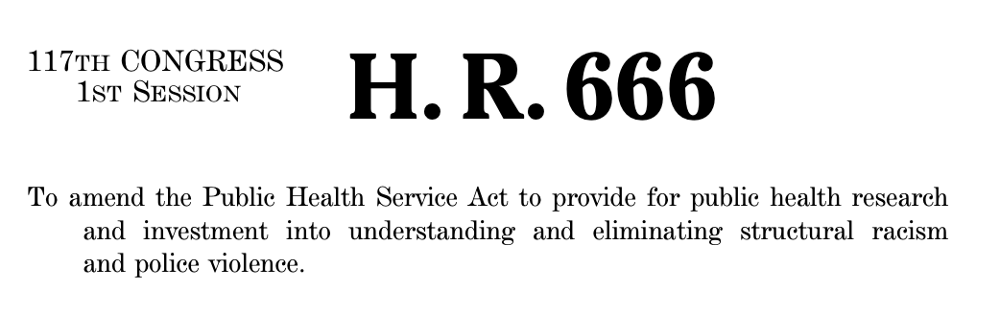 117TH CONGRESS
1ST SESSION
H. R. 666
To amend the Public Health Service Act to provide for public health research
and investment into understanding and eliminating structural racism
and police violence.